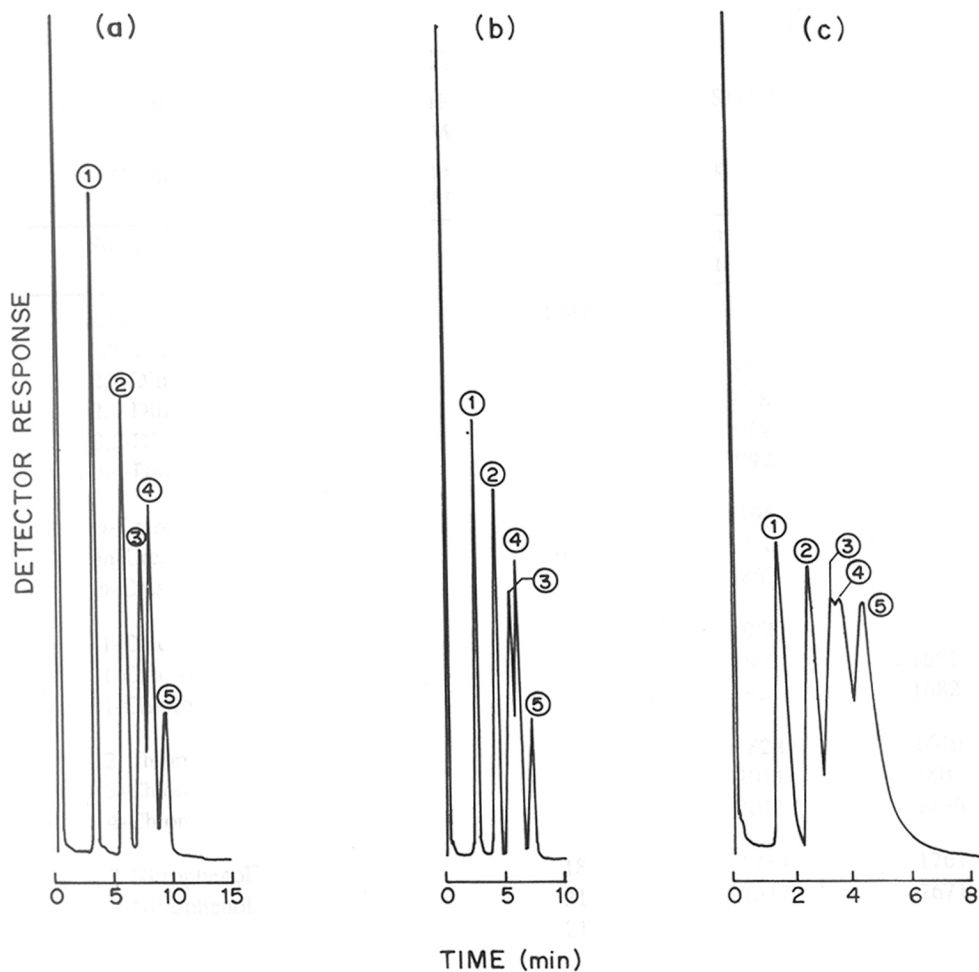 (a) (b) (c)
① ② ③ ④ ⑤
① ② ④ ③ ⑤
① ② ③ ④ ⑤
DETECTOR RESPONSE
0 5 10 15 0 5 10 0 2 4 6 8
TIME (min)